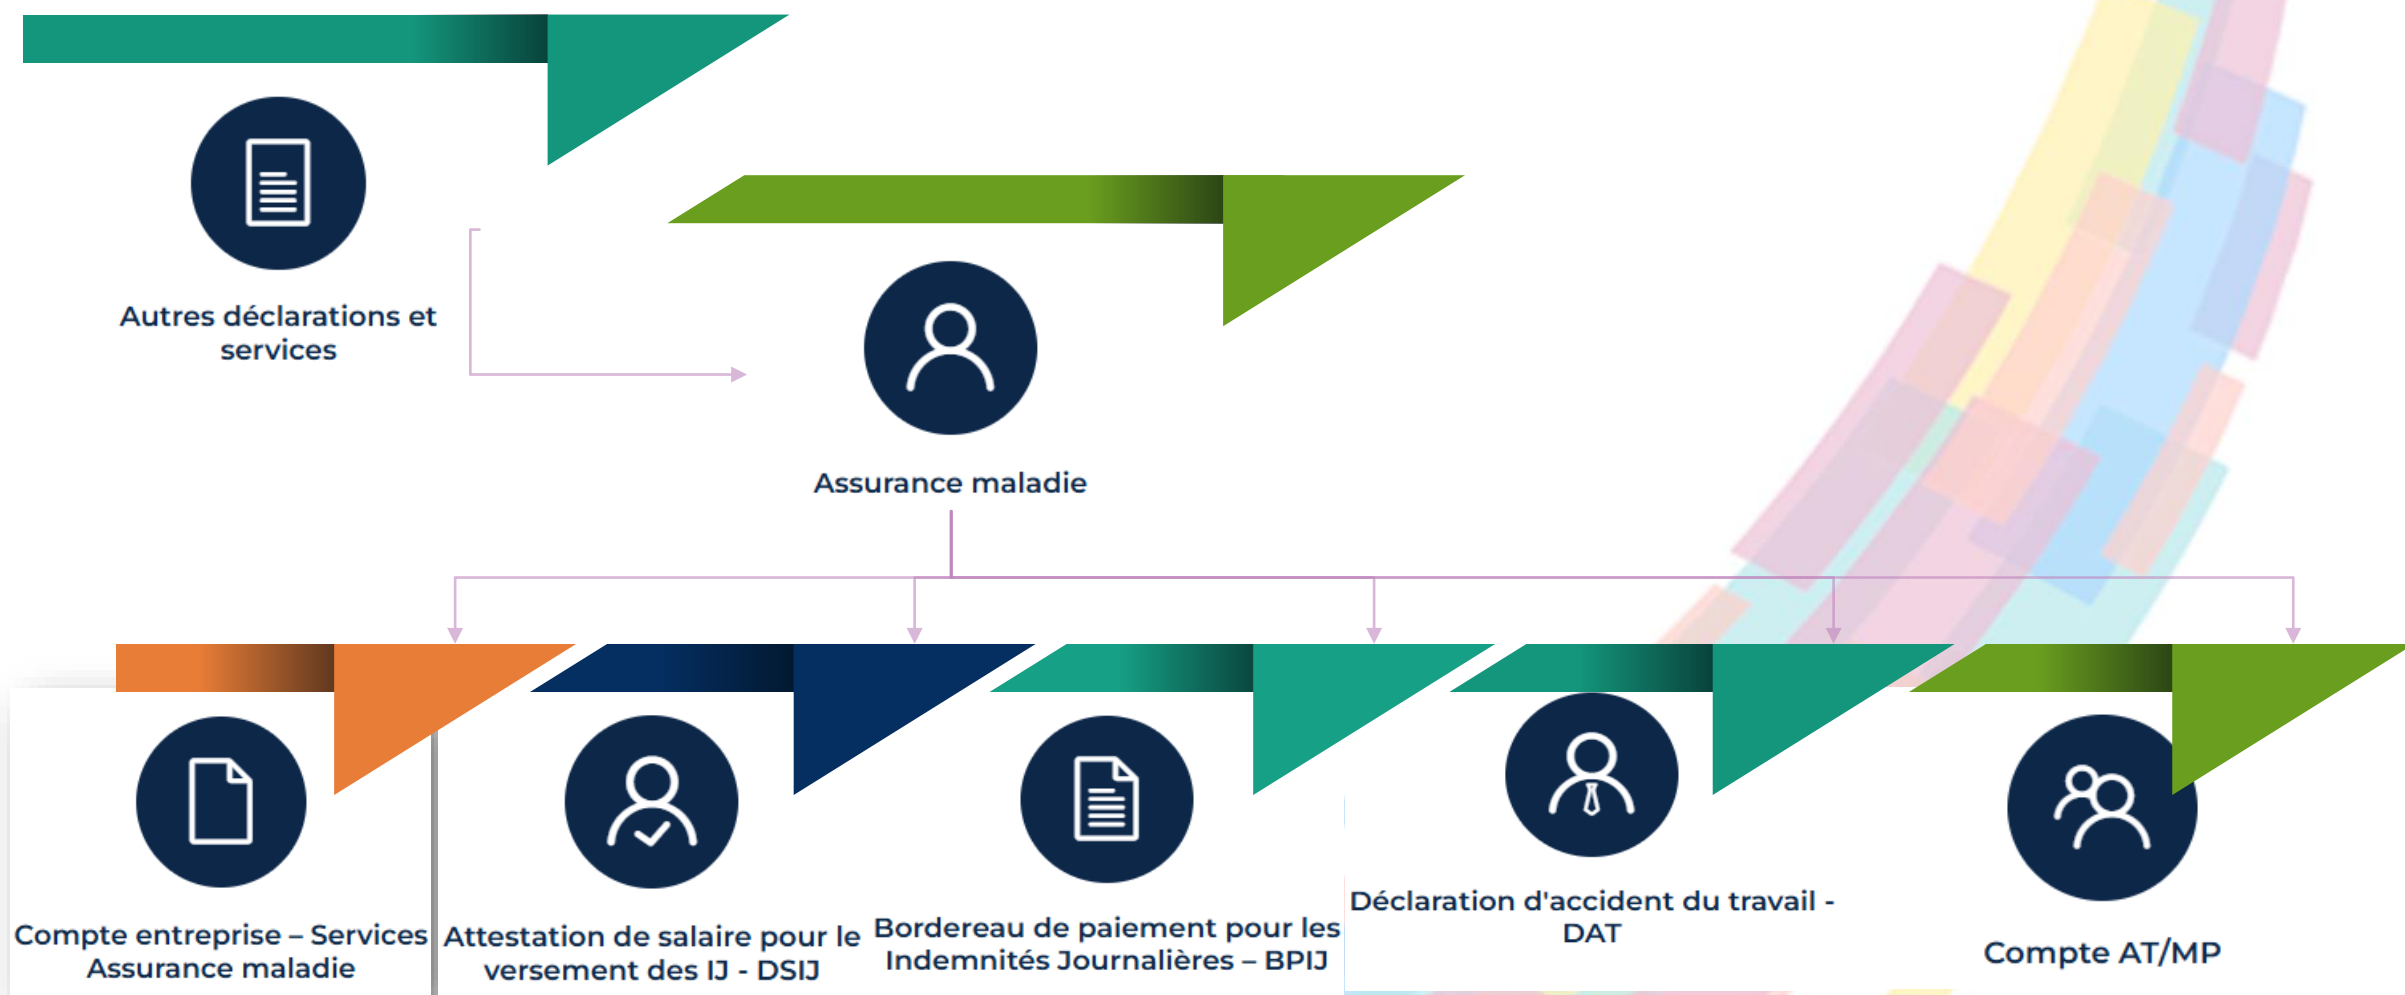 Autres déclarations et
services
Assurance maladie
Compte entreprise – Services
Assurance maladie
Attestation de salaire pour le
versement des IJ - DSIJ
Bordereau de paiement pour les
Indemnités Journalières – BPIJ
Déclaration d'accident du travail -
DAT
Compte AT/MP